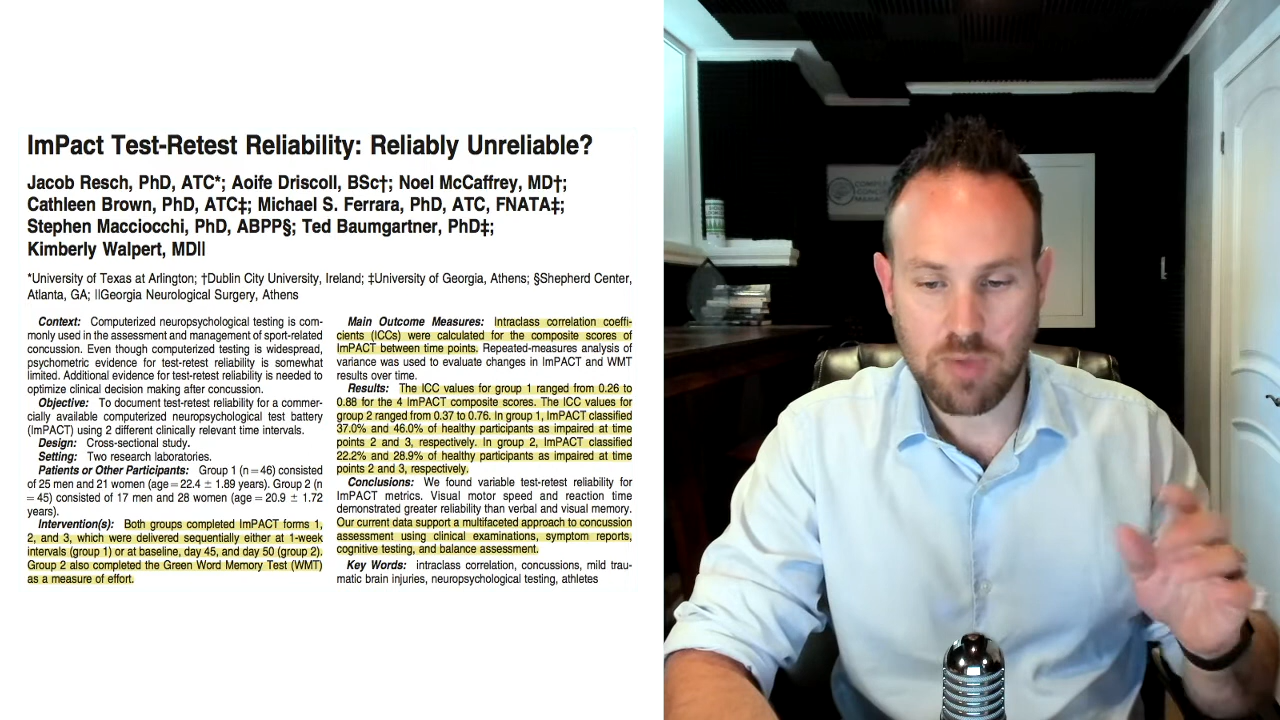 ImPact Test-Retest Reliability: Reliably Unreliable?
Jacob Resch, PhD, ATC*; Aoife Driscoll, BSc†; Noel McCaffrey, MD†;
Cathleen Brown, PhD, ATC‡; Michael S. Ferrara, PhD, ATC, FNATA‡;
Stephen Macciocchi, PhD, ABPP§; Ted Baumgartner, PhD‡;
Kimberly Walpert, MD||
*University of Texas at Arlington; †Dublin City University, Ireland; ‡University of Georgia, Athens; §Shepherd Center,
Atlanta, GA; ||Georgia Neurological Surgery, Athens
Context: Computerized neuropsychological testing is com-
monly used in the assessment and management of sport-related
concussion. Even though computerized testing is widespread,
psychometric evidence for test-retest reliability is somewhat
limited. Additional evidence for test-retest reliability is needed to
optimize clinical decision making after concussion.
Objective: To document test-retest reliability for a commer-
cially available computerized neuropsychological test battery
(ImPACT) using 2 different clinically relevant time intervals.
Design: Cross-sectional study.
Setting: Two research laboratories.
Patients or Other Participants: Group 1 (n = 46) consisted
of 25 men and 21 women (age = 22.4 ± 1.89 years). Group 2 (n
= 45) consisted of 17 men and 28 women (age = 20.9 ± 1.72
years).
Intervention(s): Both groups completed ImPACT forms 1,
2, and 3, which were delivered sequentially either at 1-week
intervals (group 1) or at baseline, day 45, and day 50 (group 2).
Group 2 also completed the Green Word Memory Test (WMT)
as a measure of effort.
Main Outcome Measures: Intraclass correlation coeffi-
cients (ICCs) were calculated for the composite scores of
ImPACT between time points. Repeated-measures analysis of
variance was used to evaluate changes in ImPACT and WMT
results over time.
Results: The ICC values for group 1 ranged from 0.26 to
0.88 for the 4 ImPACT composite scores. The ICC values for
group 2 ranged from 0.37 to 0.76. In group 1, ImPACT classified
37.0% and 46.0% of healthy participants as impaired at time
points 2 and 3, respectively. In group 2, ImPACT classified
22.2% and 28.9% of healthy participants as impaired at time
points 2 and 3, respectively.
Conclusions: We found variable test-retest reliability for
ImPACT metrics. Visual motor speed and reaction time
demonstrated greater reliability than verbal and visual memory.
Our current data support a multifaceted approach to concussion
assessment using clinical examinations, symptom reports,
cognitive testing, and balance assessment.
Key Words: intraclass correlation, concussions, mild trau-
matic brain injuries, neuropsychological testing, athletes